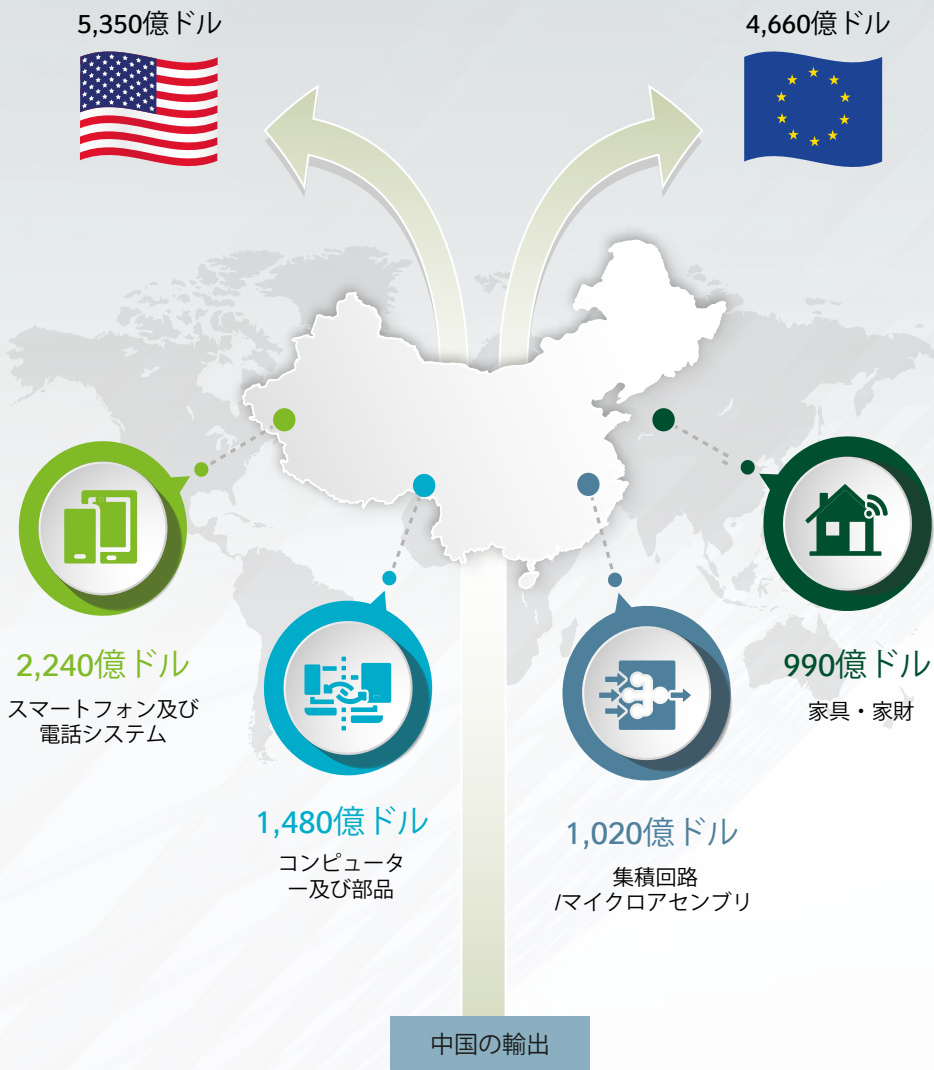 5,350億ドル
4,660億ドル
2,240億ドル
スマートフォン及び
電話システム
1,480億ドル
コンピュータ
ー及び部品
1,020億ドル
集積回路
/マイクロアセンブリ
990億ドル
家具・家財
中国の輸出